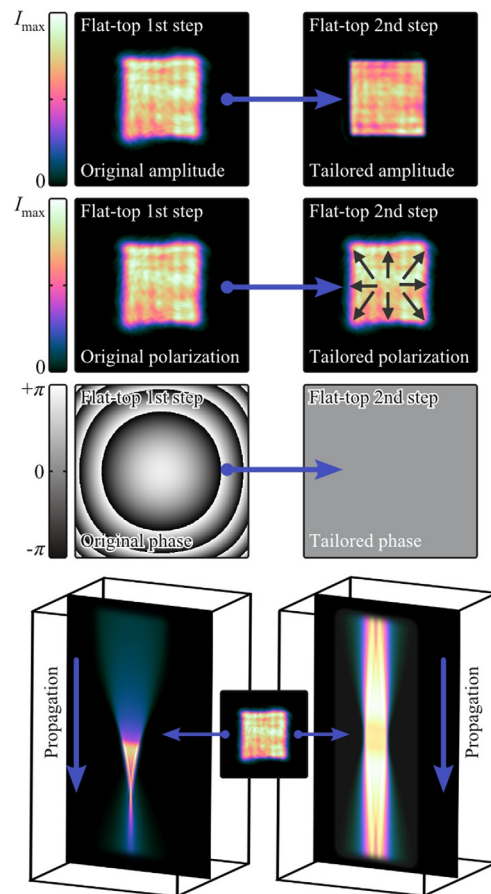 Imax
Flat-top 1st step
Flat-top 2nd step
0
Original amplitude
Tailored amplitude
Imax
Flat-top 1st step
Flat-top 2nd step
0
Original polarization
Tailored polarization
+π
Flat-top 1st step
Flat-top 2nd step
0
-π
Original phase
Tailored phase
Propagation
Propagation